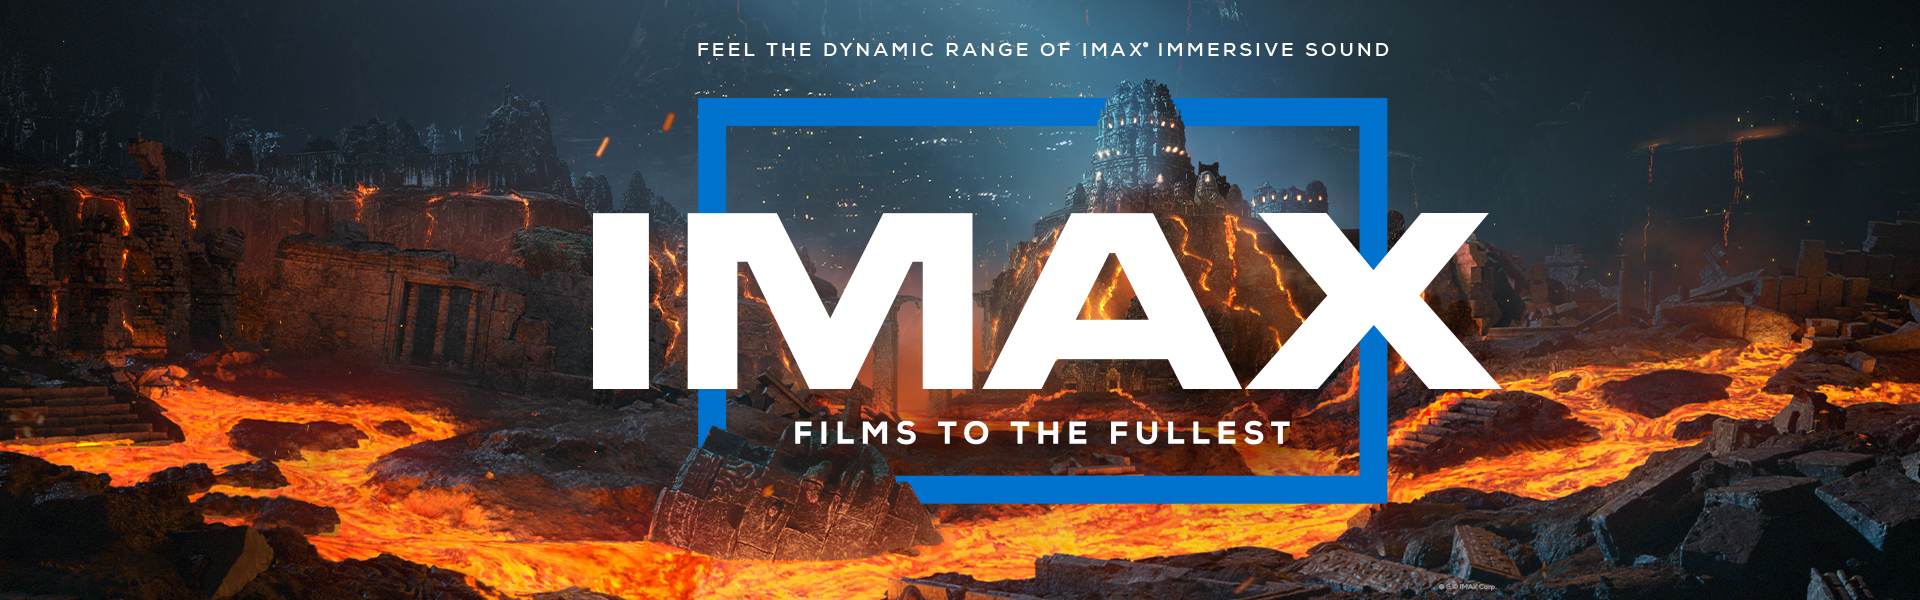 FEEL THE DYNAMIC RANGE OF IMAX® IMMERSIVE SOUND
IMAX
FILMS TO THE FULLEST